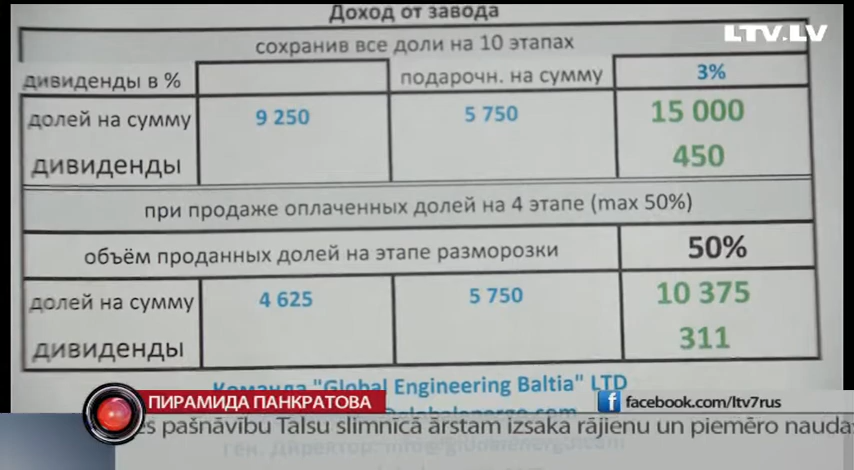 Доход от завода
LTV.LV
сохранив все доли на 10 этапах
дивиденды в % подарочн. на сумму 3%
долей на сумму 9 250 5 750 15 000
дивиденды 450
при продаже оплаченных долей на 4 этапе (max 50%)
объём проданных долей на этапе разморозки 50%
долей на сумму 4 625 5 750 10 375
дивиденды 311
Команда "Global Engineering Baltia" LTD
ПИРАМИДА ПАНКРАТОВА
facebook.com/ltv7rus
pašnāvību Talsu slimnīcā ārstam izsaka rājienu un piemēro